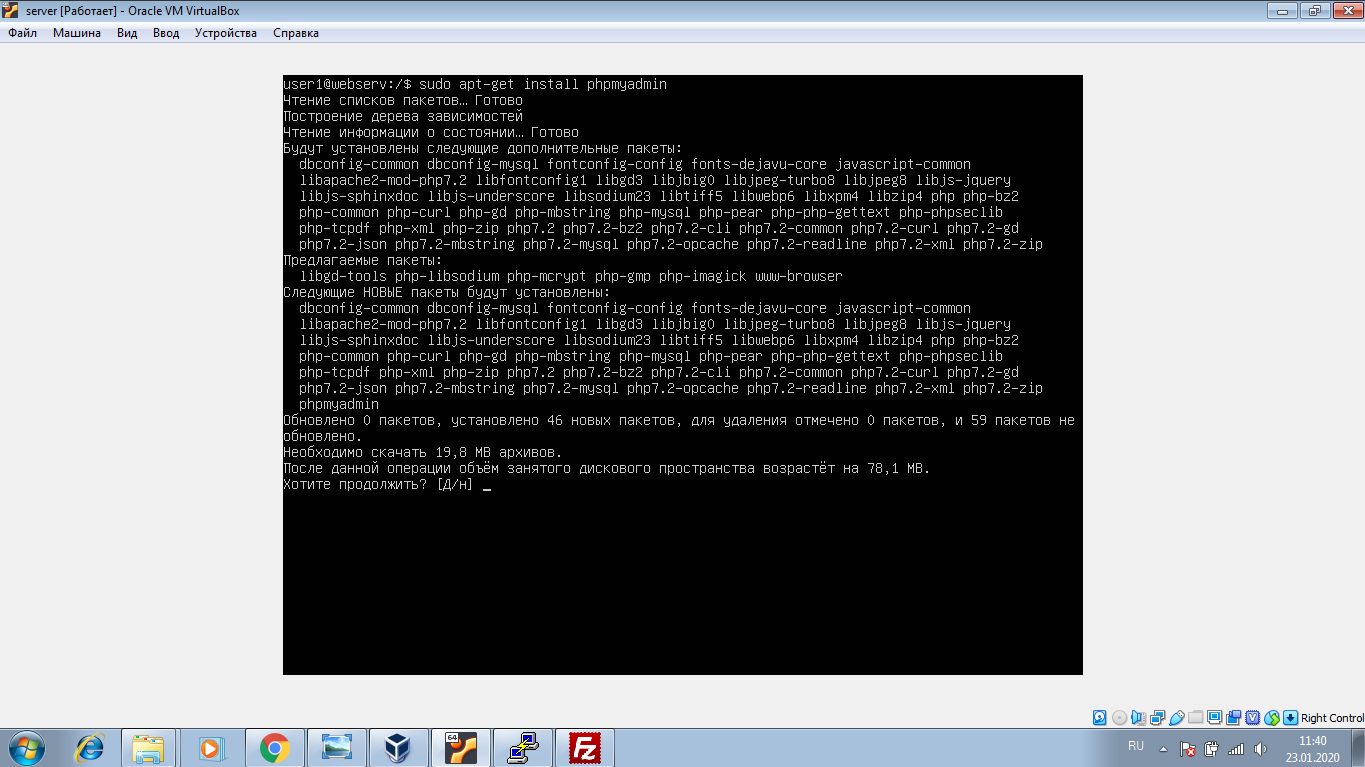 server [Работает] - Oracle VM VirtualBox
Файл Машина Вид Ввод Устройства Справка
user1@webserv:/$ sudo apt-get install phpmyadmin
Чтение списков пакетов… Готово
Построение дерева зависимостей
Чтение информации о состоянии… Готово
Будут установлены следующие дополнительные пакеты:
dbconfig-common dbconfig-mysql fontconfig-config fonts-dejavu-core javascript-common
libapache2-mod-php7.2 libfontconfig1 libgd3 libjbig0 libjpeg-turbo8 libjpeg8 libjs-jquery
libjs-sphinxdoc libjs-underscore libsodium23 libtiff5 libwebp6 libxpm4 libzip4 php php-bz2
php-common php-curl php-gd php-mbstring php-mysql php-pear php-php-gettext php-phpseclib
php-tcpdf php-xml php-zip php7.2 php7.2-bz2 php7.2-cli php7.2-common php7.2-curl php7.2-gd
php7.2-json php7.2-mbstring php7.2-mysql php7.2-opcache php7.2-readline php7.2-xml php7.2-zip
Предлагаемые пакеты:
libgd-tools php-libsodium php-mcrypt php-gmp php-imagick www-browser
Следующие НОВЫЕ пакеты будут установлены:
dbconfig-common dbconfig-mysql fontconfig-config fonts-dejavu-core javascript-common
libapache2-mod-php7.2 libfontconfig1 libgd3 libjbig0 libjpeg-turbo8 libjpeg8 libjs-jquery
libjs-sphinxdoc libjs-underscore libsodium23 libtiff5 libwebp6 libxpm4 libzip4 php php-bz2
php-common php-curl php-gd php-mbstring php-mysql php-pear php-php-gettext php-phpseclib
php-tcpdf php-xml php-zip php7.2 php7.2-bz2 php7.2-cli php7.2-common php7.2-curl php7.2-gd
php7.2-json php7.2-mbstring php7.2-mysql php7.2-opcache php7.2-readline php7.2-xml php7.2-zip
phpmyadmin
Обновлено 0 пакетов, установлено 46 новых пакетов, для удаления отмечено 0 пакетов, и 59 пакетов не
обновлено.
Необходимо скачать 19,8 MB архивов.
После данной операции объём занятого дискового пространства возрастёт на 78,1 MB.
Хотите продолжить? [Д/н] _
Right Control
64
Fz
RU
11:40
23.01.2020